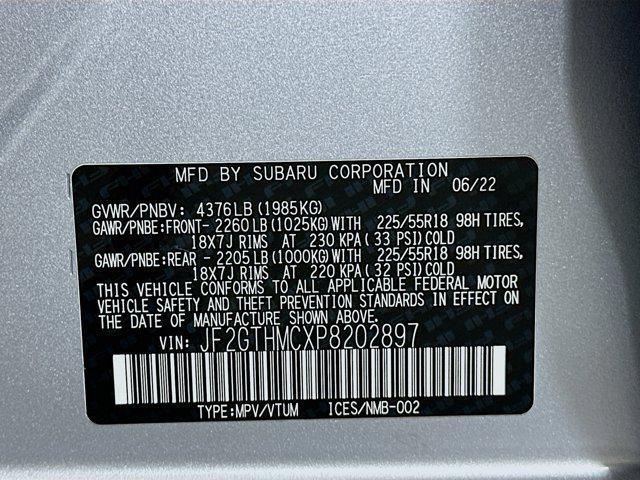 MFD BY SUBARU CORPORATION
MFD IN 06/22
GVWR/PNBV: 4376LB (1985KG)
GAWR/PNBE:FRONT- 2260 LB (1025KG)WITH 225/55R18 98H TIRES,
18X7J RIMS AT 230 KPA (33 PSI) COLD
GAWR/PNBE:REAR - 2205 LB (1000KG)WITH 225/55R18 98H TIRES,
18X7J RIMS AT 220 KPA (32 PSI) COLD
THIS VEHICLE CONFORMS TO ALL APPLICABLE FEDERAL MOTOR
VEHICLE SAFETY AND THEFT PREVENTION STANDARDS IN EFFECT
ON THE DATE OF MANUFACTURE SHOWN ABOVE.
VIN: JF2GTHMCXP8202897
TYPE:MPV/VTUM ICES/NMB-002